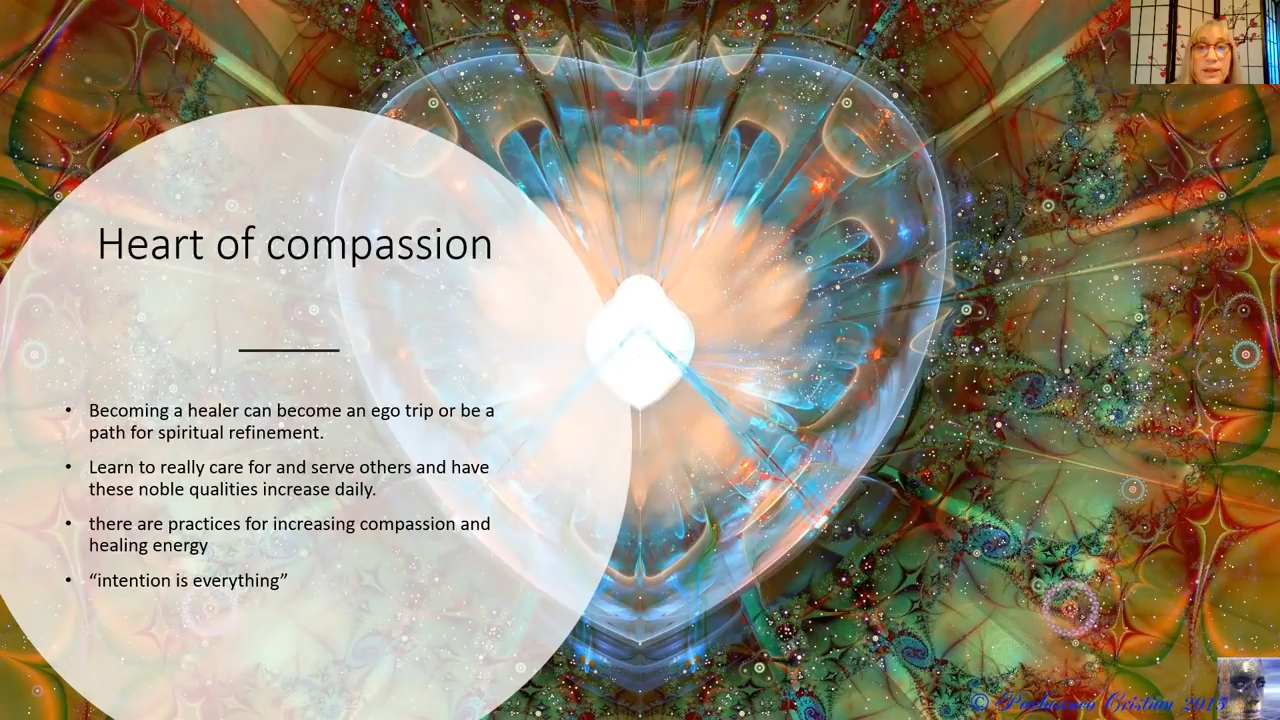 Heart of compassion
• Becoming a healer can become an ego trip or be a
path for spiritual refinement.
• Learn to really care for and serve others and have
these noble qualities increase daily.
• there are practices for increasing compassion and
healing energy
• “intention is everything”
© Cristian